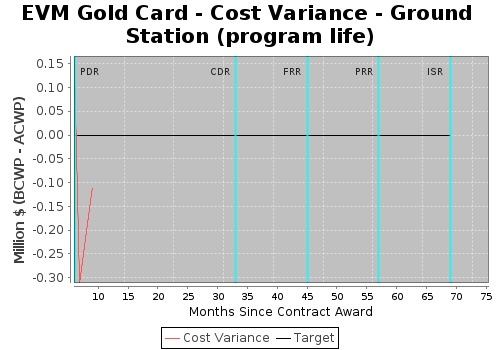 EVM Gold Card - Cost Variance - Ground
Station (program life)
Million $ (BCWP - ACWP)
0.15
0.10
0.05
0.00
-0.05
-0.10
-0.15
-0.20
-0.25
-0.30
PDR CDR FRR PRR ISR
10 15 20 25 30 35 40 45 50 55 60 65 70 75
Months Since Contract Award
Cost Variance Target